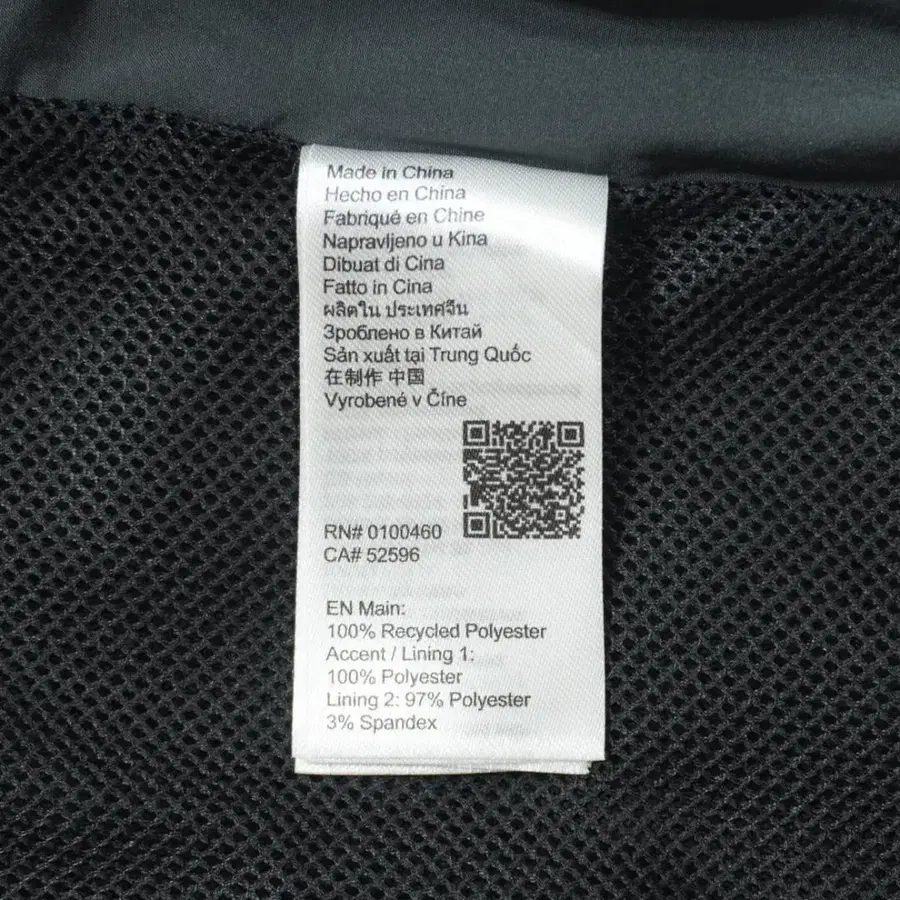 Made in China
Hecho en China
Fabriqué en Chine
Napravljeno u Kina
Dibuat di Cina
Fatto in Cina
ผลิตใน ประเทศจีน
Зроблено в Китай
Sản xuất tại Trung Quốc
在制作 中国
Vyrobené v Číne
RN# 0100460
CA# 52596
EN Main:
100% Recycled Polyester
Accent / Lining 1:
100% Polyester
Lining 2: 97% Polyester
3% Spandex